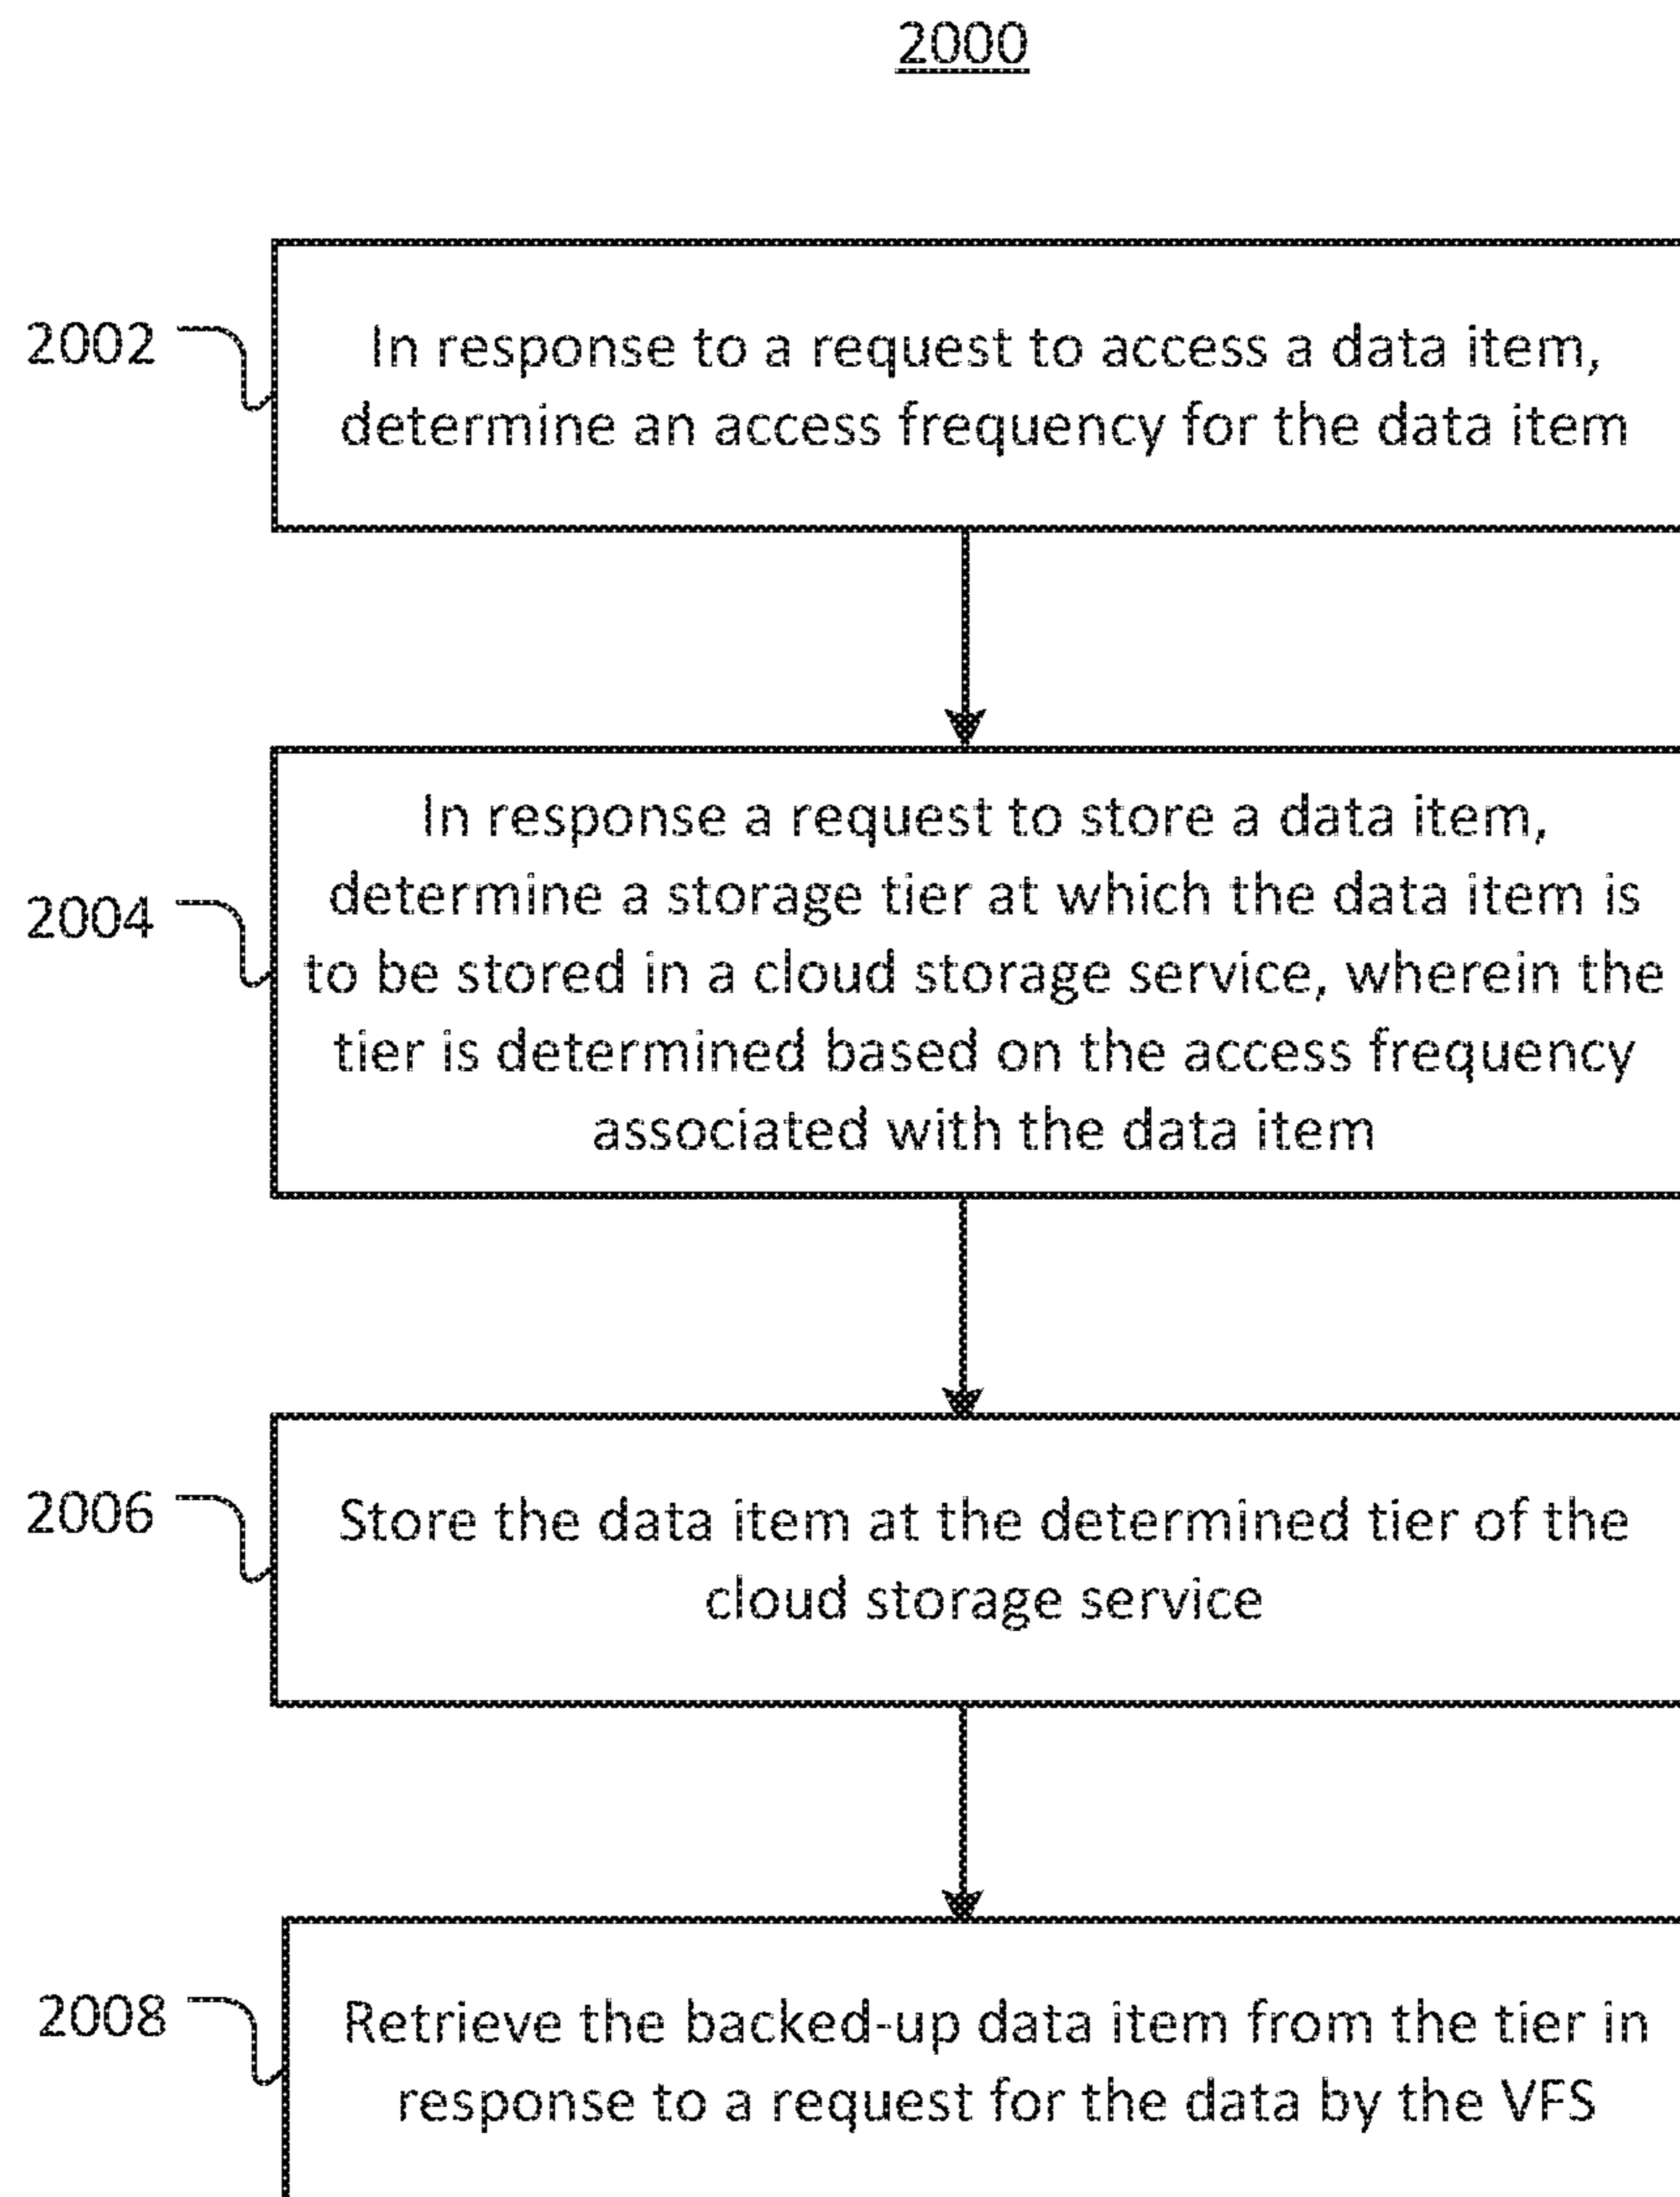 2000
2002
In response to a request to access a data item,
determine an access frequency for the data item
2004
In response a request to store a data item,
determine a storage tier at which the data item is
to be stored in a cloud storage service, wherein the
tier is determined based on the access frequency
associated with the data item
2006
Store the data item at the determined tier of the
cloud storage service
2008
Retrieve the backed-up data item from the tier in
response to a request for the data by the VFS